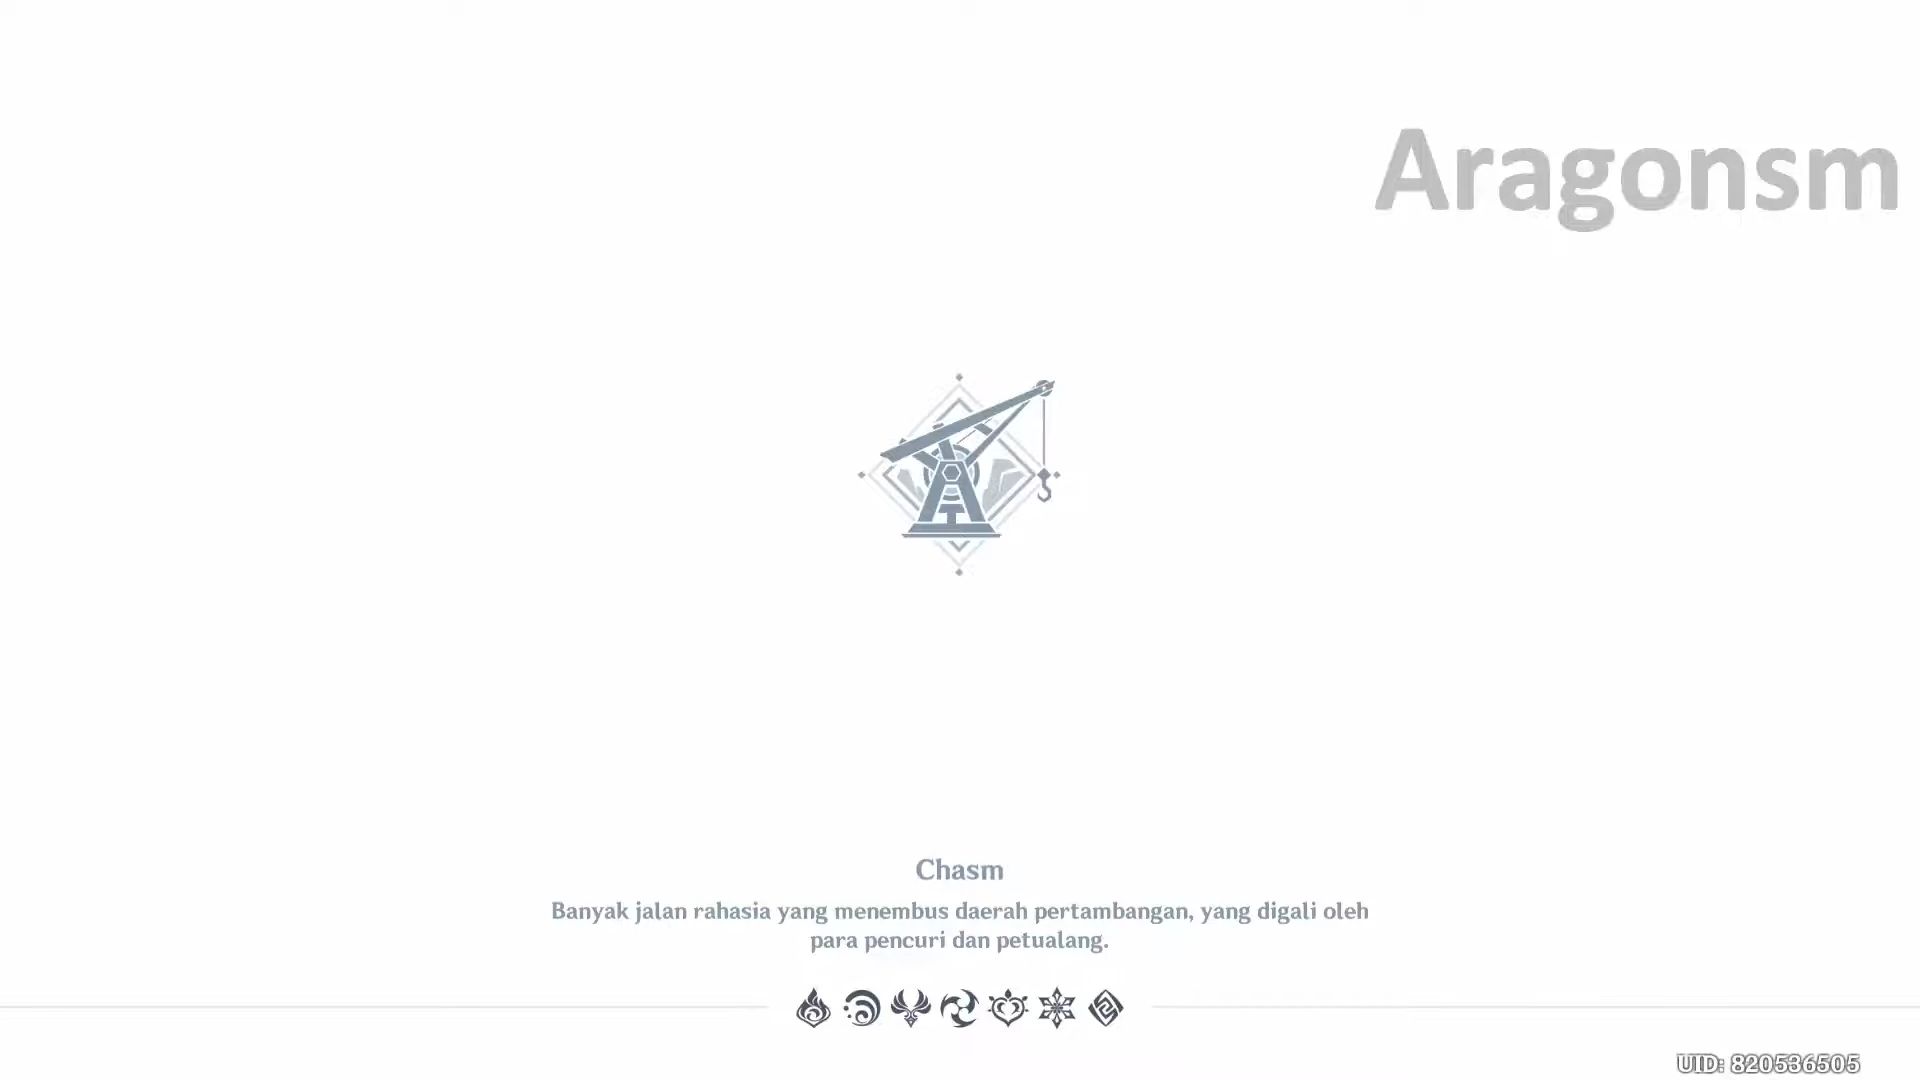 Aragonsm
Chasm
Banyak jalan rahasia yang menembus daerah pertambangan, yang digali oleh
para pencuri dan petualang.
UID: 820536505